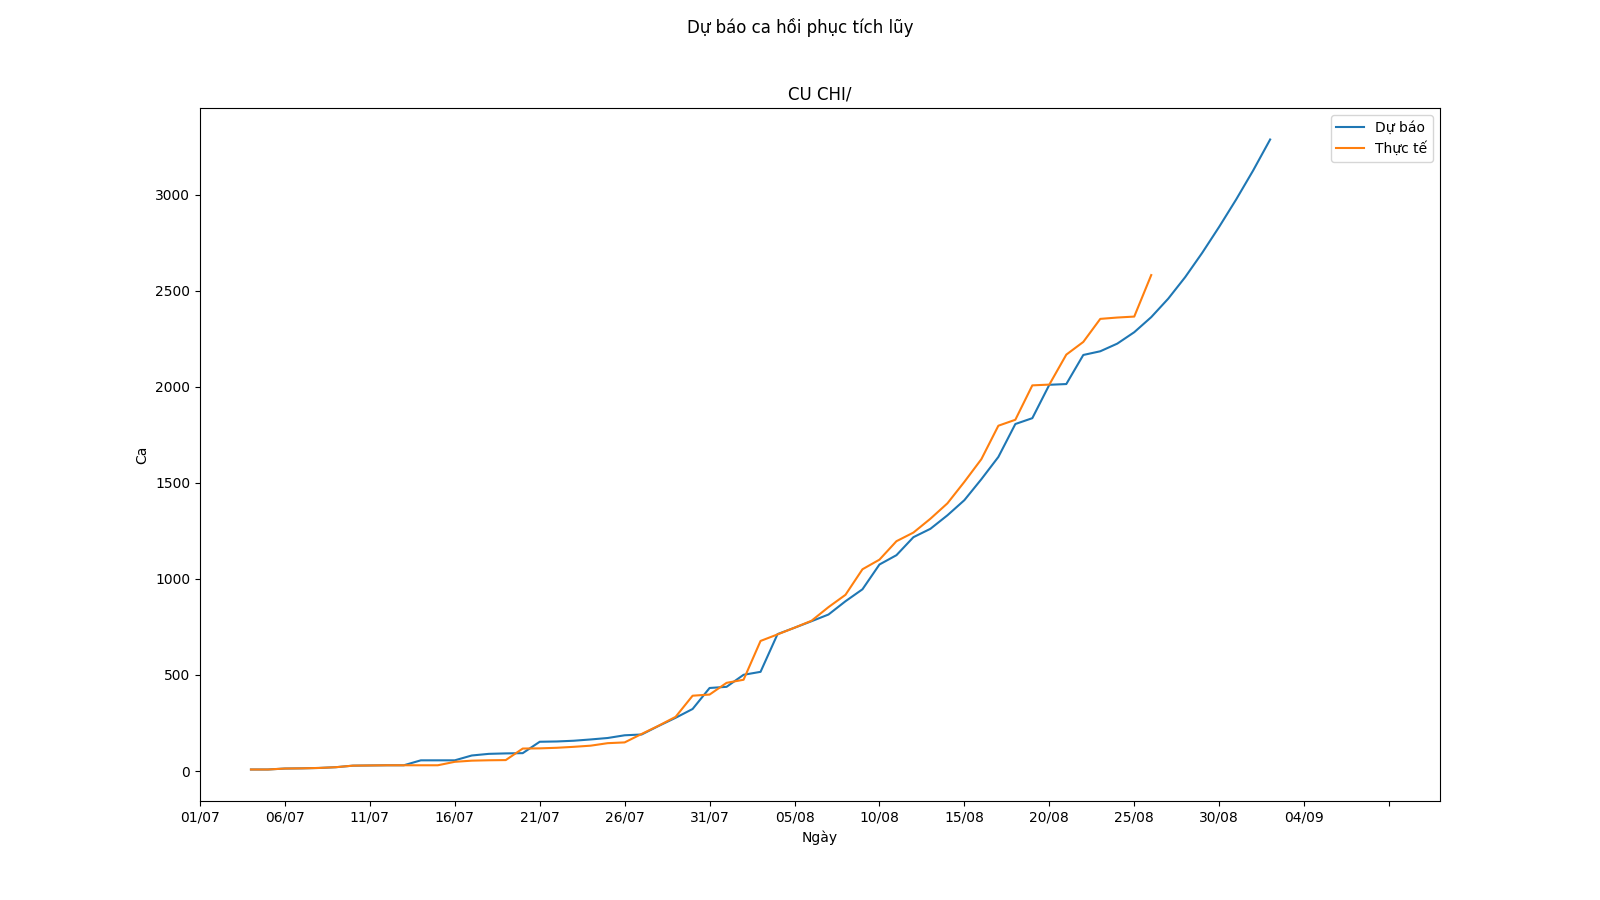 Dự báo ca hồi phục tích lũy
CU CHI/
Dự báo
Thực tế
3000
2500
2000
1500
1000
500
0
Ca
01/07 06/07 11/07 16/07 21/07 26/07 31/07 05/08 10/08 15/08 20/08 25/08 30/08 04/09
Ngày